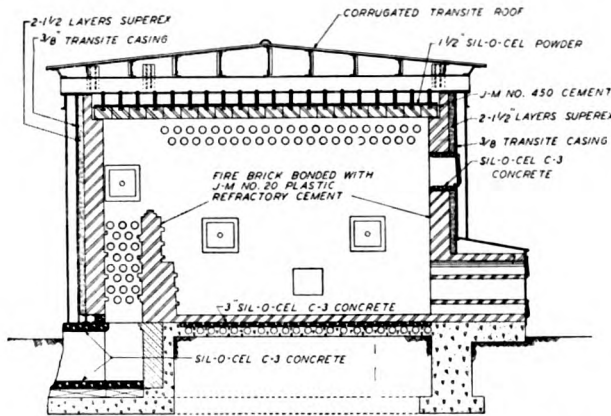 2-1½ LAYERS SUPEREX
3/8" TRANSITE CASING
CORRUGATED TRANSITE ROOF
1½" SIL-O-CEL POWDER
J-M NO. 450 CEMENT
2-1½" LAYERS SUPEREX
3/8 TRANSITE CASING
SIL-O-CEL C-3
CONCRETE
FIRE BRICK BONDED WITH
J-M NO. 20 PLASTIC
REFRACTORY CEMENT
3" SIL-O-CEL C-3 CONCRETE
SIL-O-CEL C-3 CONCRETE